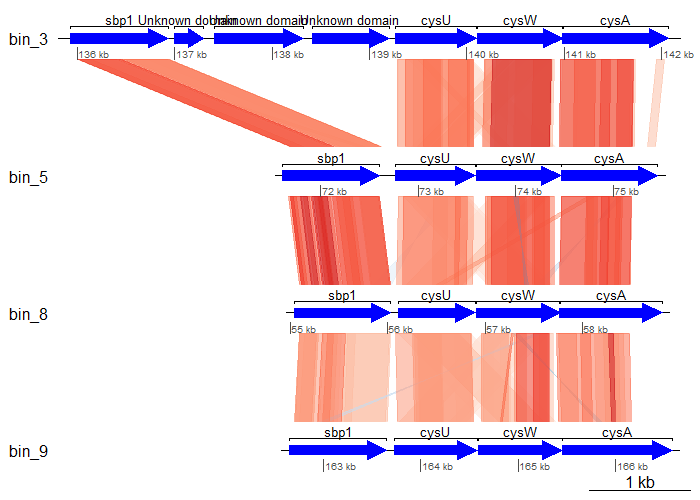 sbp1 Unknown domain Unknown domain Unknown domain cysU cysW cysA
bin_3
136 kb 137 kb 138 kb 139 kb 140 kb 141 kb 142 kb
sbp1 cysU cysW cysA
bin_5
72 kb 73 kb 74 kb 75 kb
sbp1 cysU cysW cysA
bin_8
55 kb 56 kb 57 kb 58 kb
sbp1 cysU cysW cysA
bin_9
163 kb 164 kb 165 kb 166 kb
1 kb